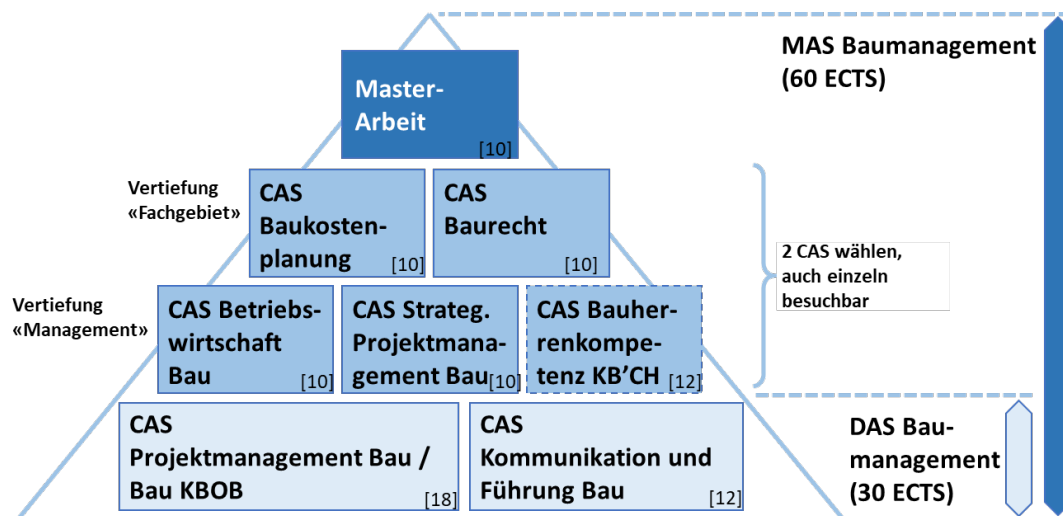 MAS Baumanagement
(60 ECTS)
Master-
Arbeit
[10]
Vertiefung
«Fachgebiet»
CAS
Baukosten-
planung
[10]
CAS
Baurecht
[10]
2 CAS wählen,
auch einzeln
besuchbar
Vertiefung
«Management»
CAS Betriebs-
wirtschaft
Bau
[10]
CAS Strateg.
Projektmana-
gement Bau
[10]
CAS Bauher-
renkompe-
tenz KB’CH
[12]
CAS
Projektmanagement Bau /
Bau KBOB
[18]
CAS
Kommunikation und
Führung Bau
[12]
DAS Bau-
management
(30 ECTS)